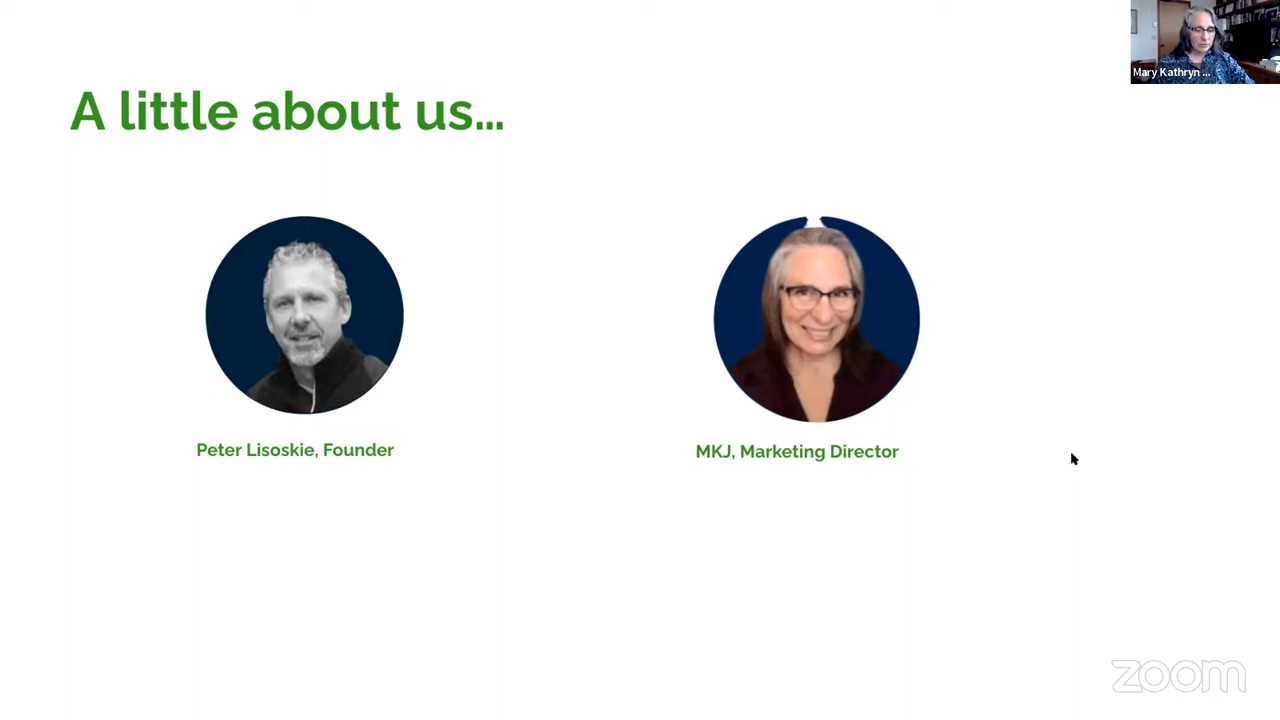 Mary Kathryn ...
A little about us...
Peter Lisoskie, Founder
MKJ, Marketing Director
zoom